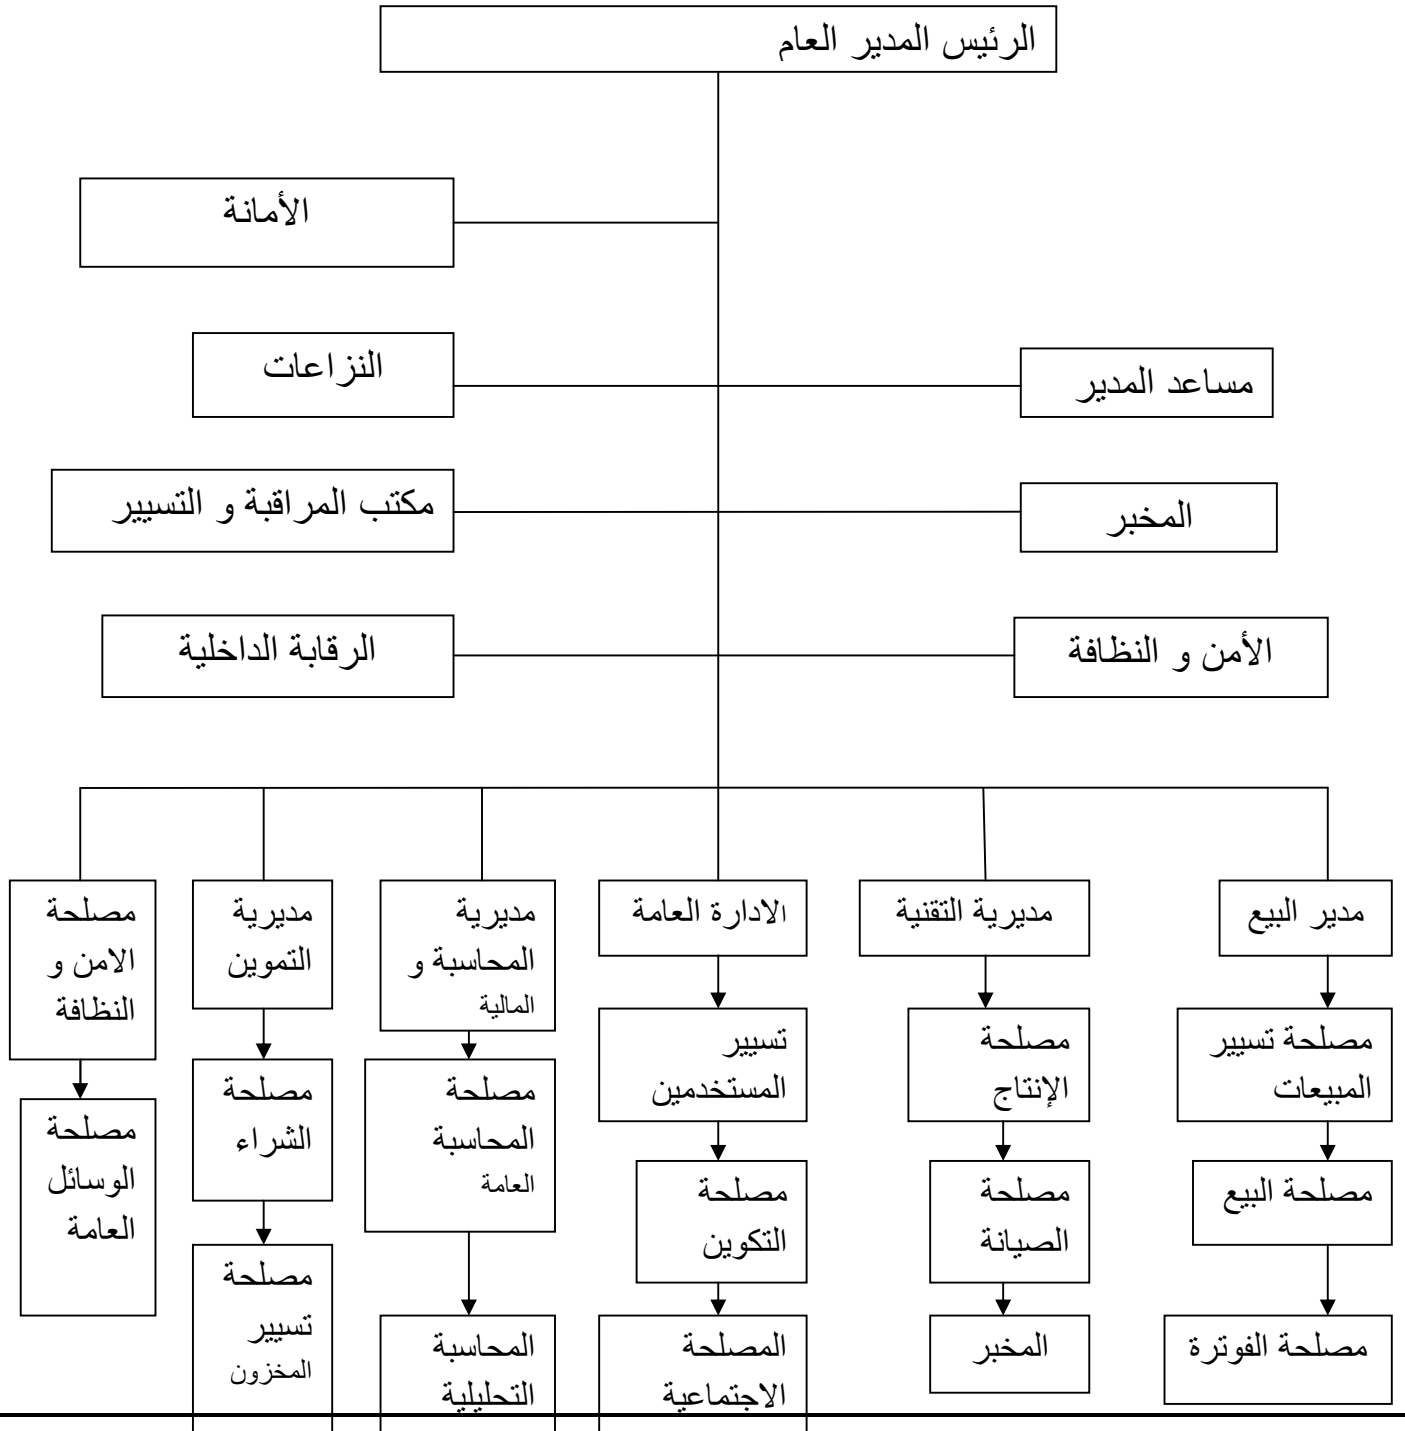 الرئيس المدير العام
الأمانة
مساعد المدير
النزاعات
المخبر
مكتب المراقبة و التسيير
الأمن و النظافة
الرقابة الداخلية
مدير البيع
مصلحة تسيير
المبيعات
مصلحة البيع
مصلحة الفوترة
مديرية التقنية
مصلحة
الإنتاج
مصلحة
الصيانة
المخبر
الادارة العامة
تسيير
المستخدمين
مصلحة
التكوين
المصلحة
الاجتماعية
مديرية
المحاسبة و
المالية
مصلحة
المحاسبة
العامة
المحاسبة
التحليلية
مديرية
التموين
مصلحة
الشراء
مصلحة
تسيير
المخزون
مصلحة
الامن و
النظافة
مصلحة
الوسائل
العامة